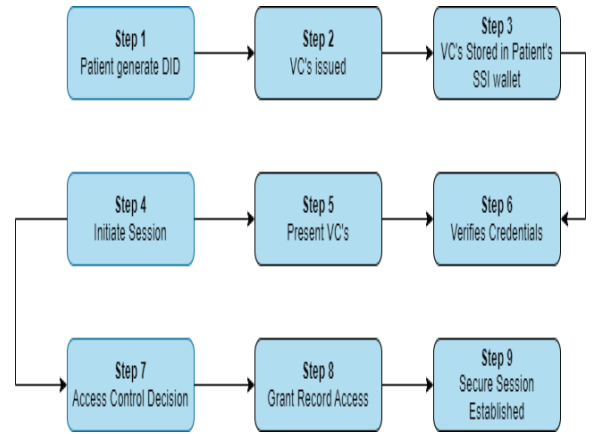 Step 1
Patient generate DID
Step 2
VC's issued
Step 3
VC's Stored in Patient's
SSI wallet
Step 4
Initiate Session
Step 5
Present VC's
Step 6
Verifies Credentials
Step 7
Access Control Decision
Step 8
Grant Record Access
Step 9
Secure Session
Established